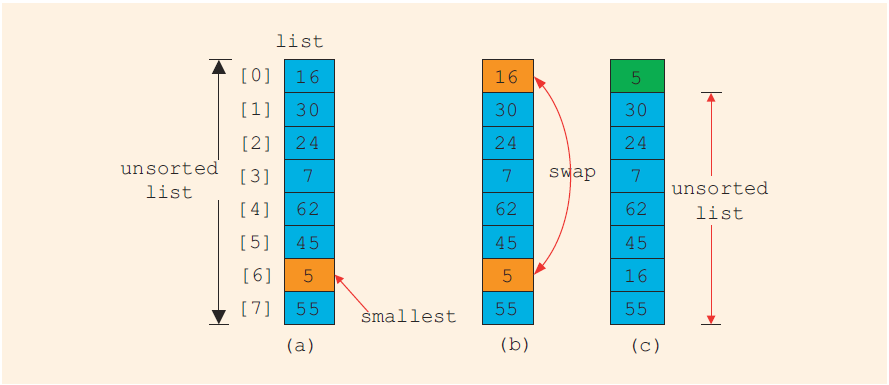 list
[0] 16 16 5
[1] 30 30 30
[2] 24 24 24
unsorted
list
[3] 7 7 7
swap
unsorted
list
[4] 62 62 62
[5] 45 45 45
[6] 5 5 16
[7] 55 55 55
smallest
(a) (b) (c)